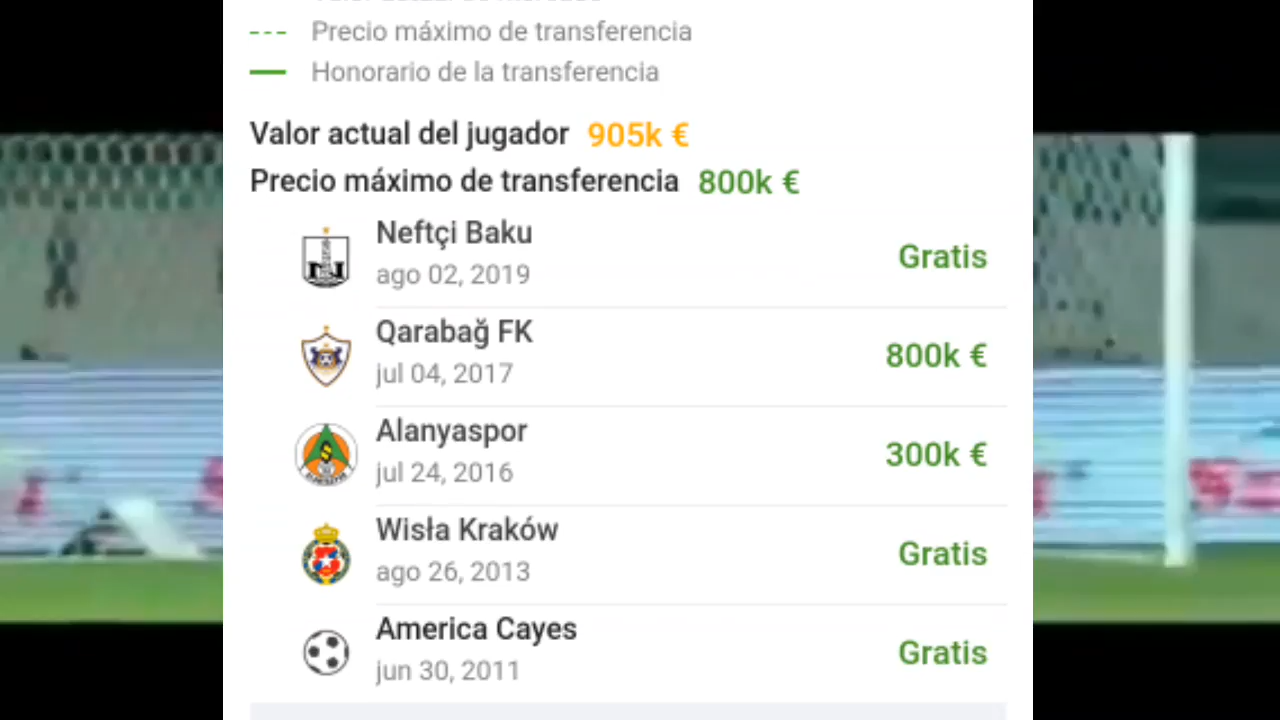 Precio máximo de transferencia
Honorario de la transferencia
Valor actual del jugador 905k €
Precio máximo de transferencia 800k €
Neftçi Baku
ago 02, 2019
Gratis
Qarabağ FK
jul 04, 2017
800k €
Alanyaspor
jul 24, 2016
300k €
Wisła Kraków
ago 26, 2013
Gratis
America Cayes
jun 30, 2011
Gratis